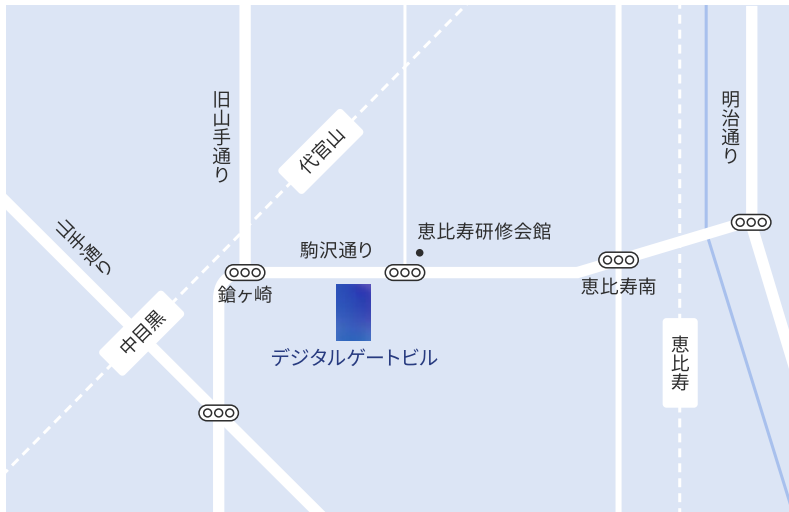 旧山手通り
明治通り
代官山
山手通り
駒沢通り
恵比寿研修会館
鎗ヶ崎
恵比寿南
中目黒
デジタルゲートビル
恵比寿